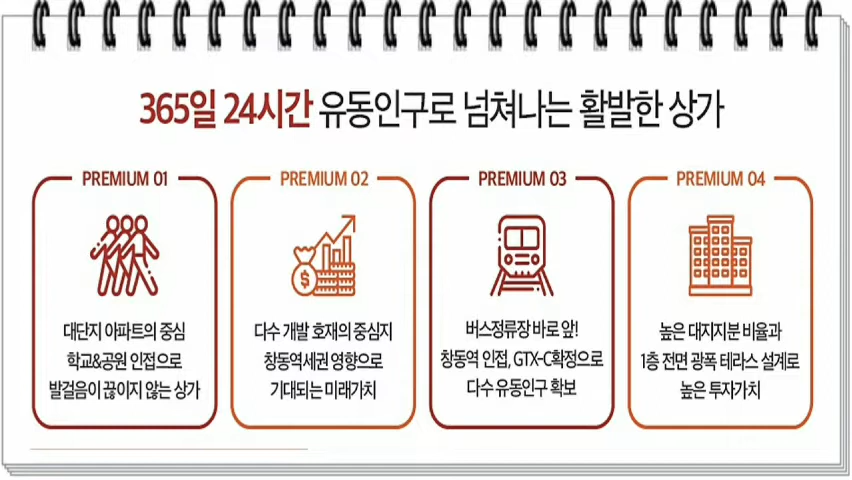 365일 24시간 유동인구로 넘쳐나는 활발한 상가
PREMIUM 01
대단지 아파트의 중심
학교&공원 인접으로
발걸음이 끊이지 않는 상가
PREMIUM 02
다수 개발 호재의 중심지
창동역세권 영향으로
기대되는 미래가치
PREMIUM 03
버스정류장 바로 앞!
창동역 인접, GTX-C확정으로
다수 유동인구 확보
PREMIUM 04
높은 대지지분 비율과
1층 전면 광폭 테라스 설계로
높은 투자가치